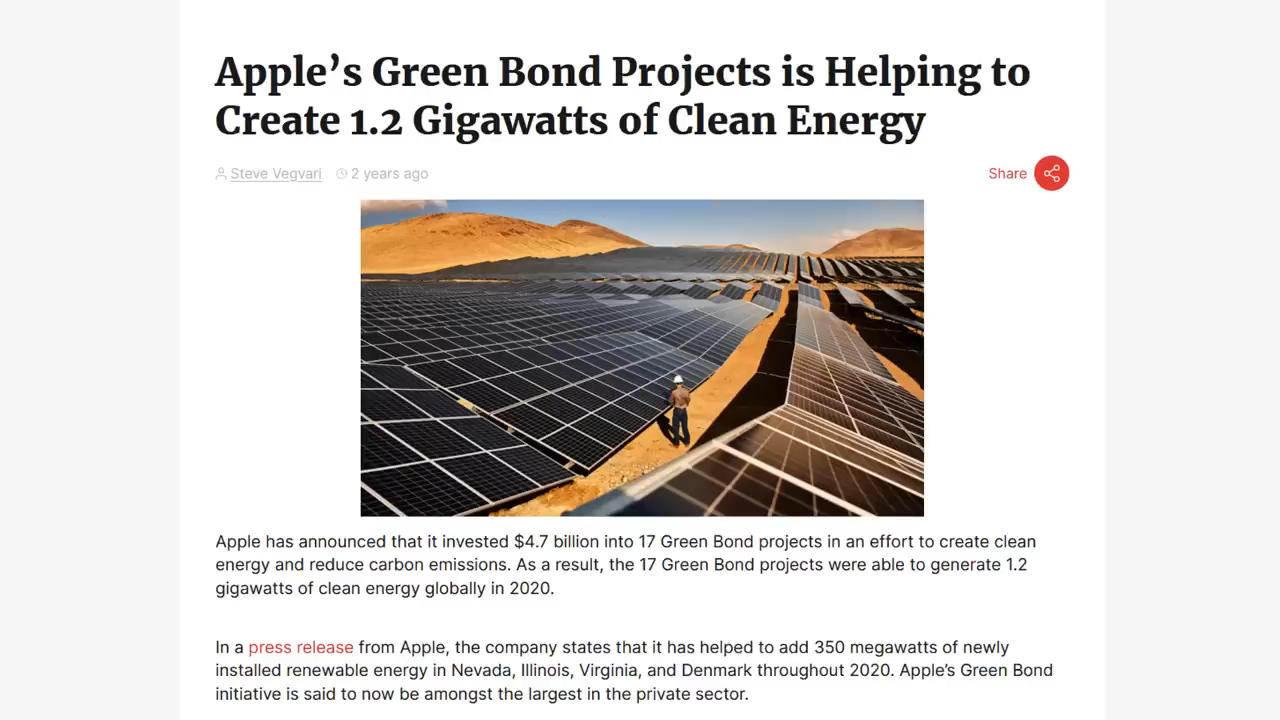 Apple’s Green Bond Projects is Helping to
Create 1.2 Gigawatts of Clean Energy
Steve Vegvari 2 years ago Share
Apple has announced that it invested $4.7 billion into 17 Green Bond projects in an effort to create clean
energy and reduce carbon emissions. As a result, the 17 Green Bond projects were able to generate 1.2
gigawatts of clean energy globally in 2020.
In a press release from Apple, the company states that it has helped to add 350 megawatts of newly
installed renewable energy in Nevada, Illinois, Virginia, and Denmark throughout 2020. Apple’s Green Bond
initiative is said to now be amongst the largest in the private sector.